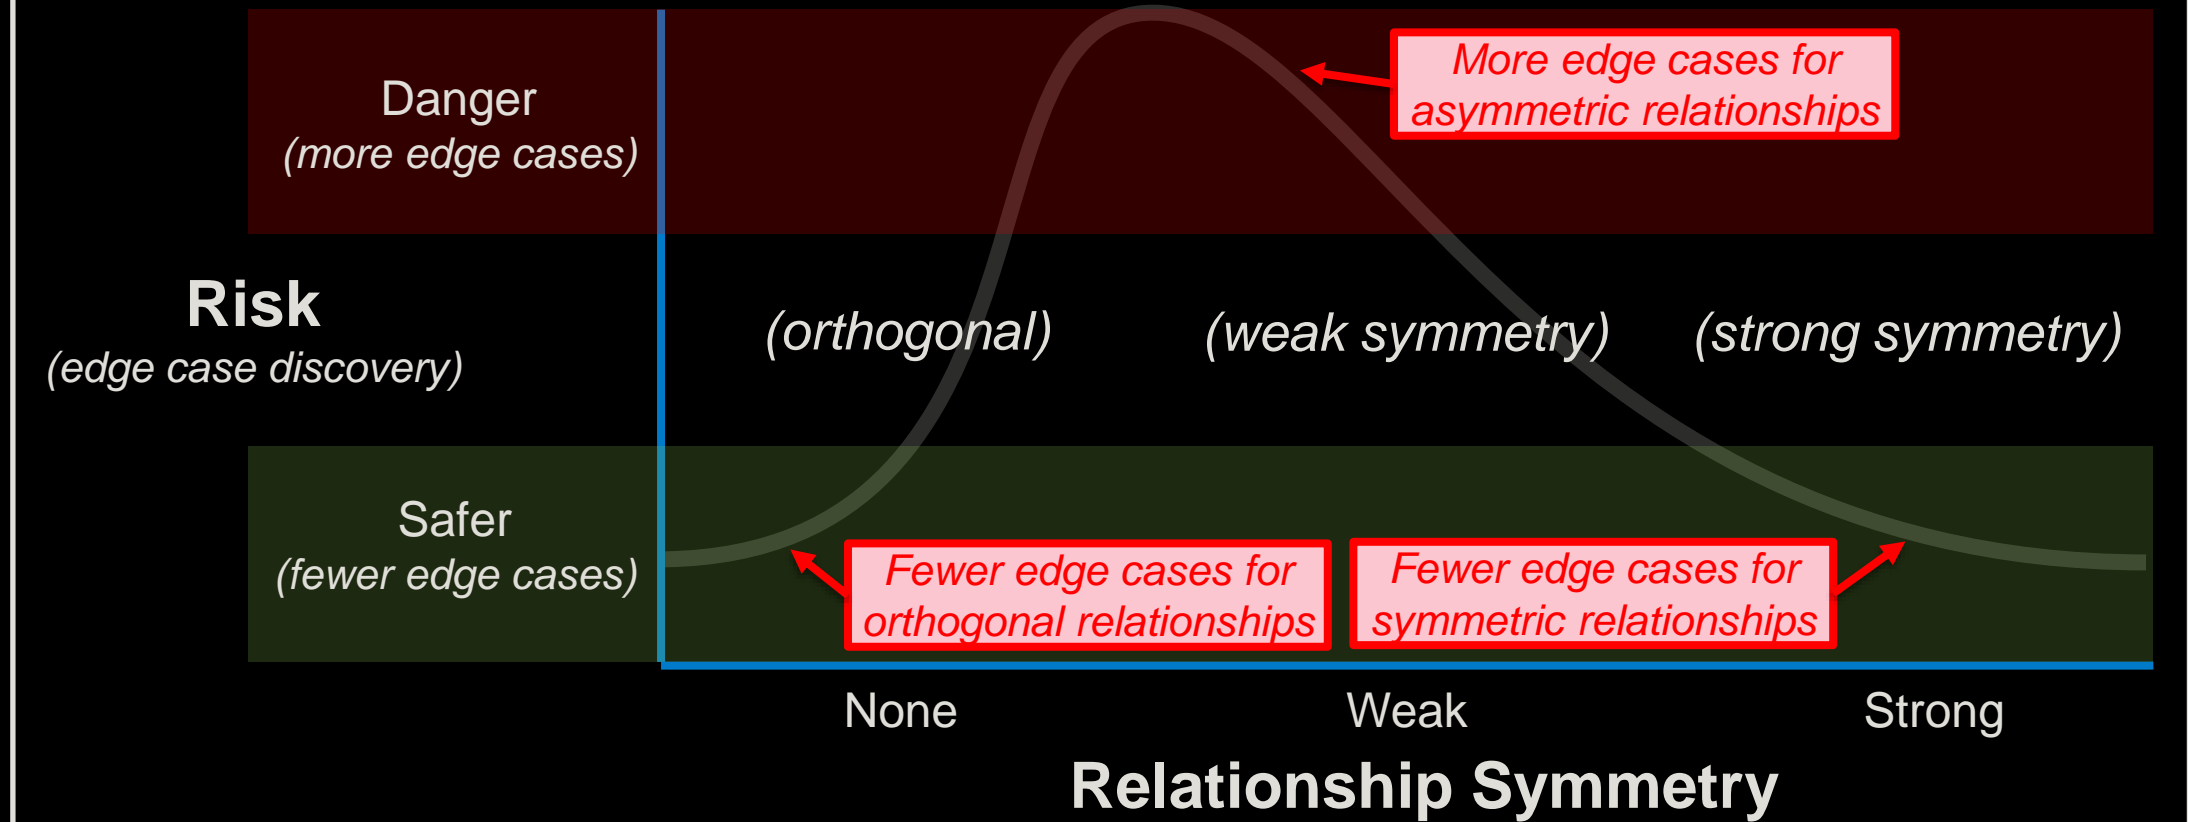 More edge cases for
asymmetric relationships
Danger
(more edge cases)
Risk
(edge case discovery)
(orthogonal)
(weak symmetry)
(strong symmetry)
Safer
(fewer edge cases)
Fewer edge cases for
orthogonal relationships
Fewer edge cases for
symmetric relationships
None
Weak
Strong
Relationship Symmetry